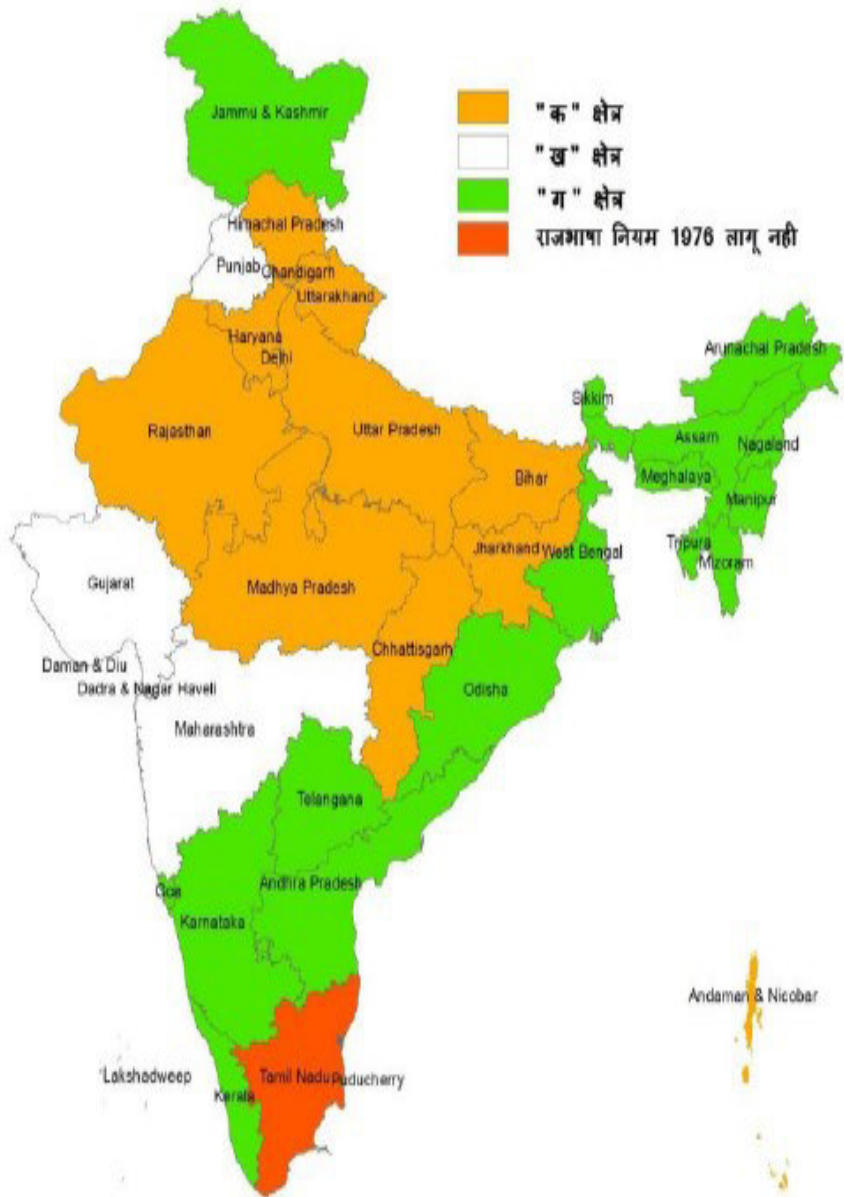 "क" क्षेत्र
"ख" क्षेत्र
"ग" क्षेत्र
राजभाषा नियम 1976 लागू नही
Jammu & Kashmir
Himachal Pradesh
Punjab
Chandigarh
Uttarakhand
Haryana
Delhi
Arunachal Pradesh
Sikkim
Rajasthan
Uttar Pradesh
Assam
Nagaland
Bihar
Meghalaya
Manipur
Jharkhand
West Bengal
Tripura
Mizoram
Gujarat
Madhya Pradesh
Chhattisgarh
Daman & Diu
Odisha
Dadra & Nagar Haveli
Maharashtra
Telangana
Andhra Pradesh
Goa
Karnataka
Andaman & Nicobar
'Lakshadweep
Tamil Nadu
Puducherry
Kerala